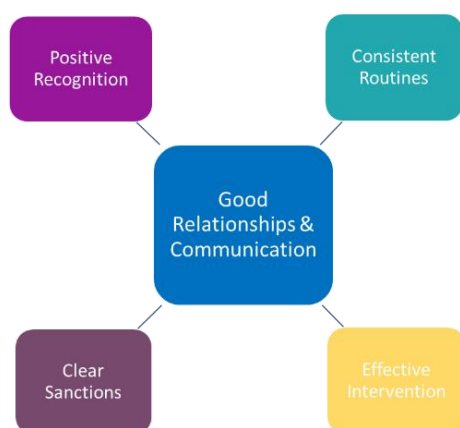 Positive
Recognition
Consistent
Routines
Good
Relationships &
Communication
Clear
Sanctions
Effective
Intervention